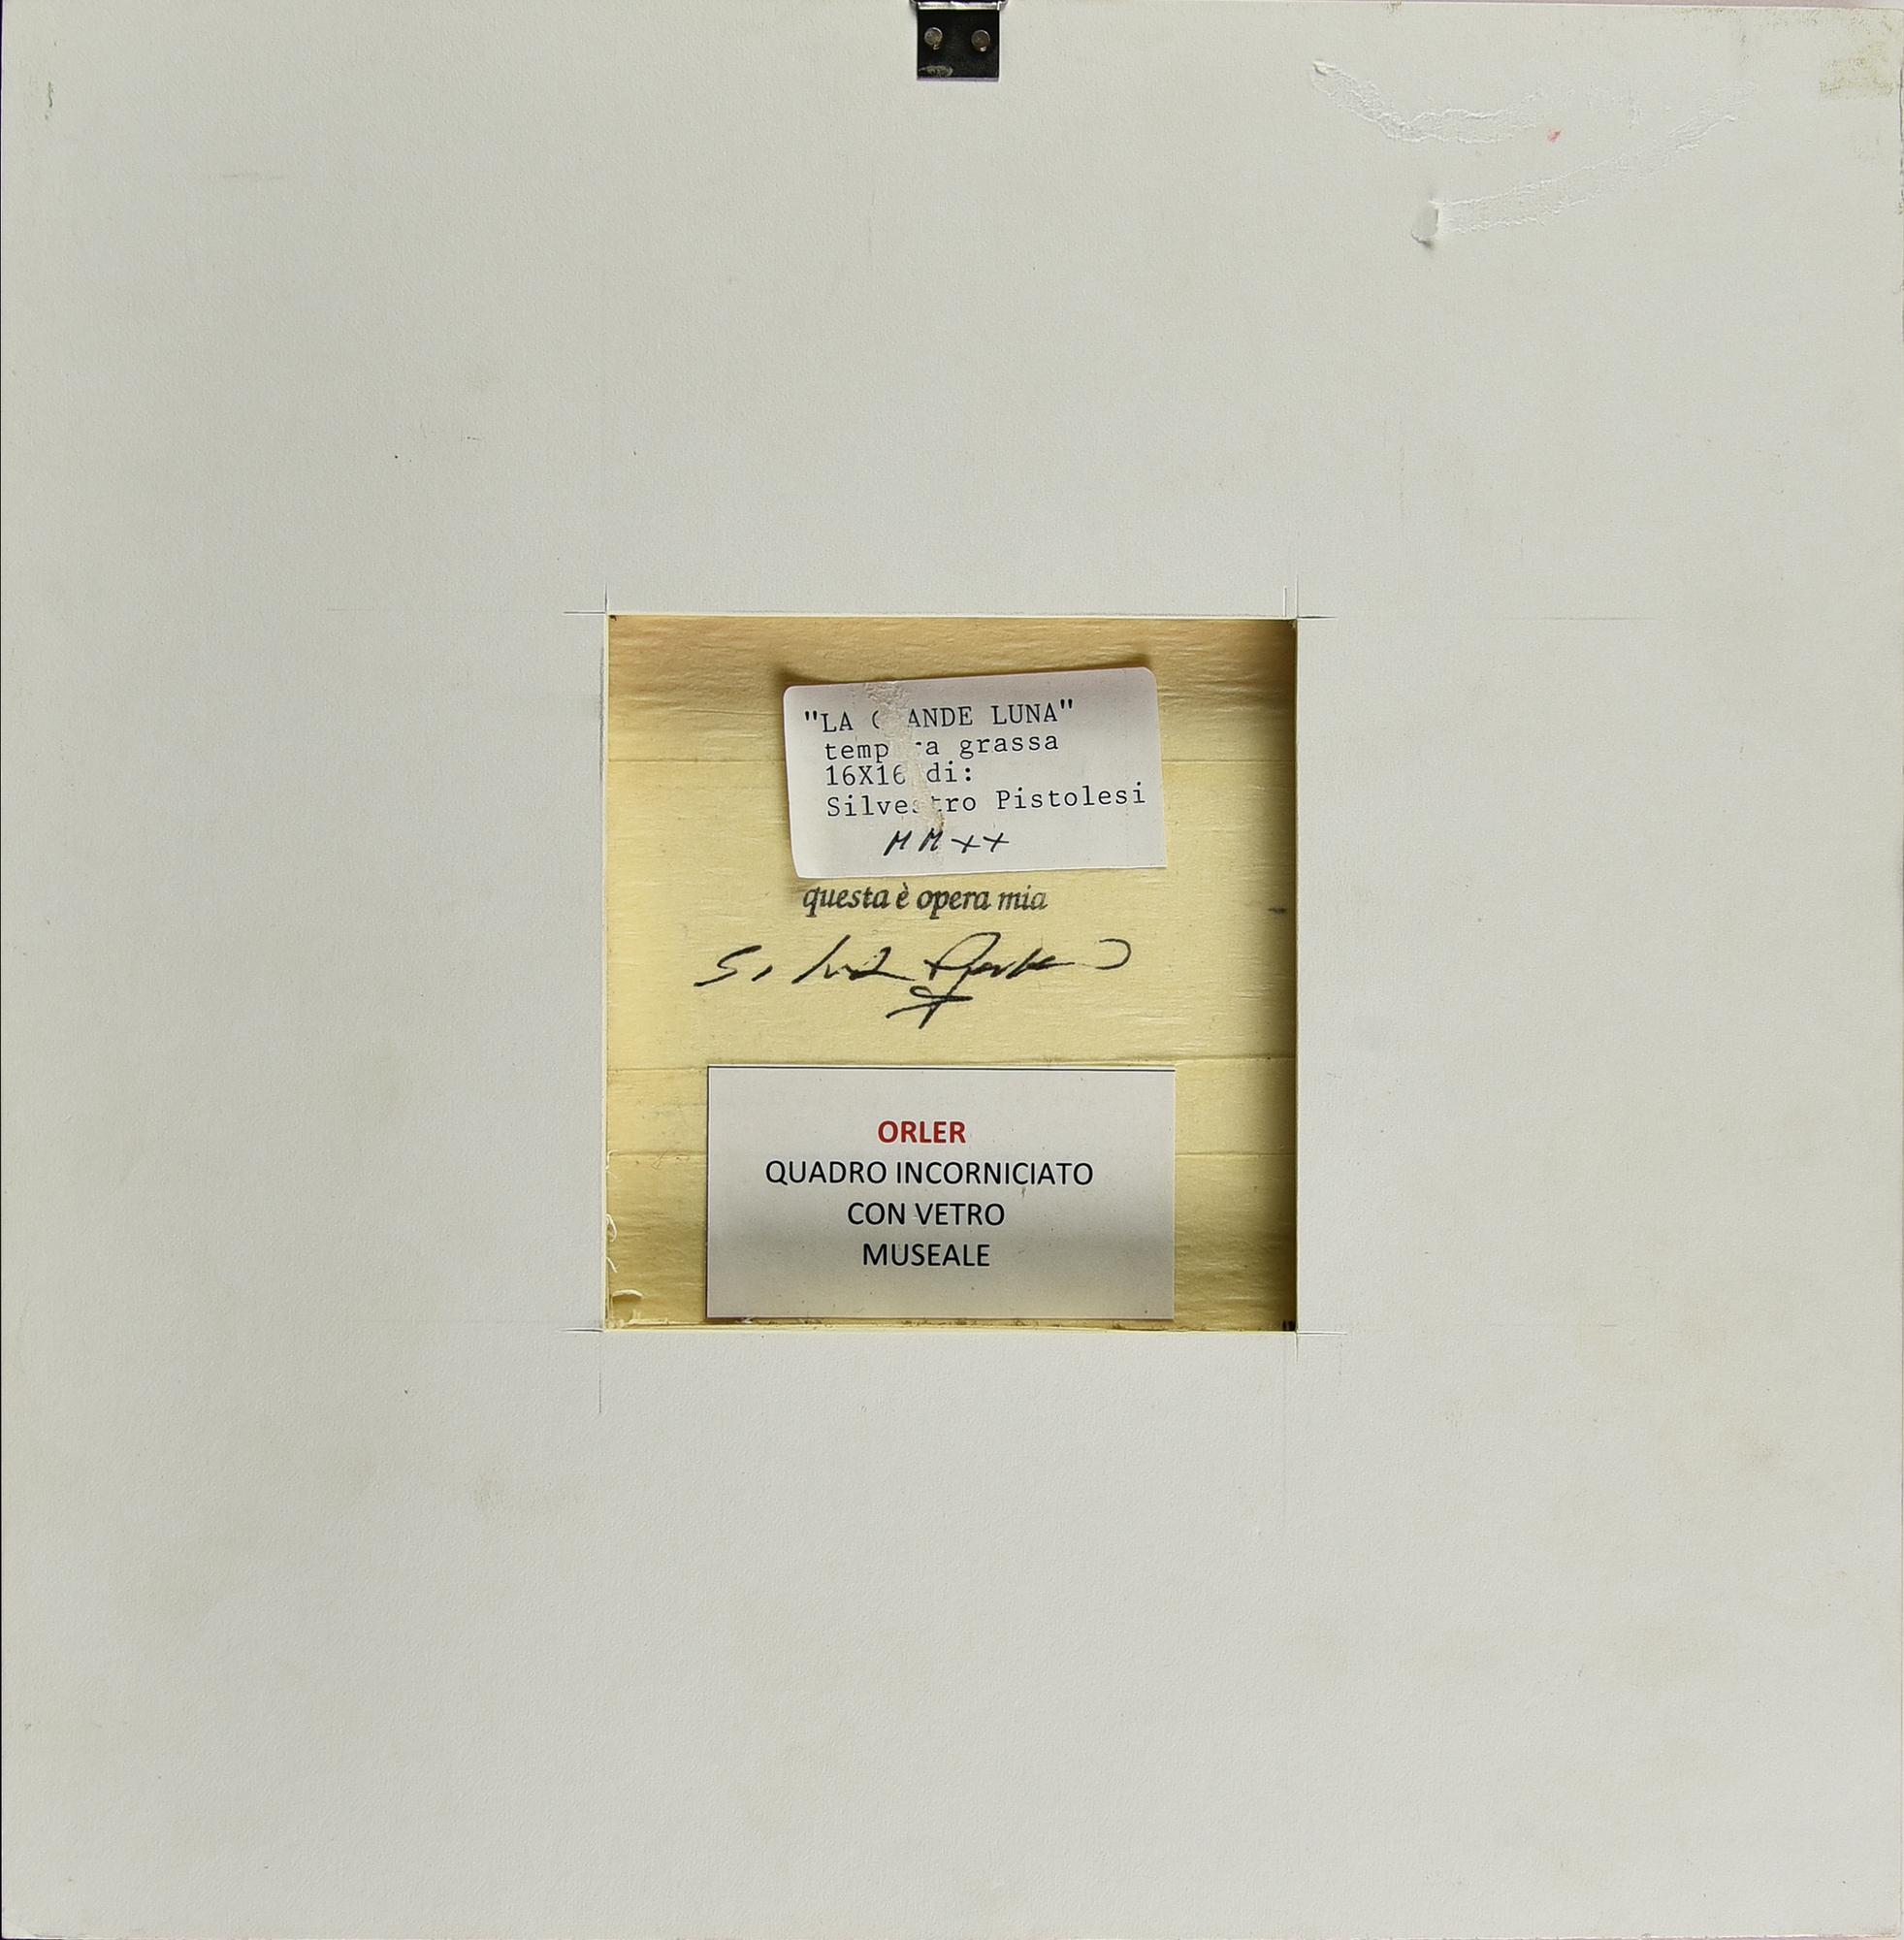 "LA G ANDE LUNA"
temp ra grassa
16X16 di:
Silvestro Pistolesi
MMXX
questa è opera mia
ORLER
QUADRO INCORNICIATO
CON VETRO
MUSEALE